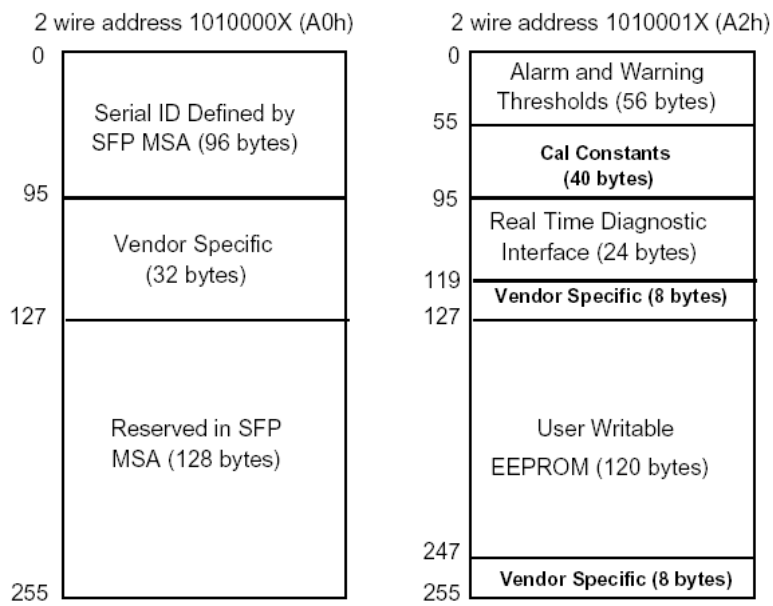 2 wire address 1010000X (A0h)
0
Serial ID Defined by
SFP MSA (96 bytes)
95
Vendor Specific
(32 bytes)
127
Reserved in SFP
MSA (128 bytes)
255
2 wire address 1010001X (A2h)
0
Alarm and Warning
Thresholds (56 bytes)
55
Cal Constants
(40 bytes)
95
Real Time Diagnostic
Interface (24 bytes)
119
Vendor Specific (8 bytes)
127
User Writable
EEPROM (120 bytes)
247
Vendor Specific (8 bytes)
255